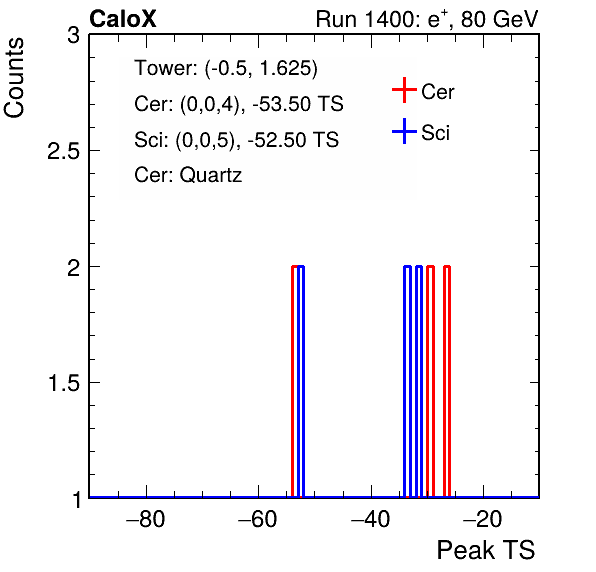 CaloX Run 1400: e+, 80 GeV
Counts
Tower: (-0.5, 1.625)
Cer: (0,0,4), -53.50 TS
Sci: (0,0,5), -52.50 TS
Cer: Quartz
Cer
Sci
3
2.5
2
1.5
1
−80 −60 −40 −20
Peak TS